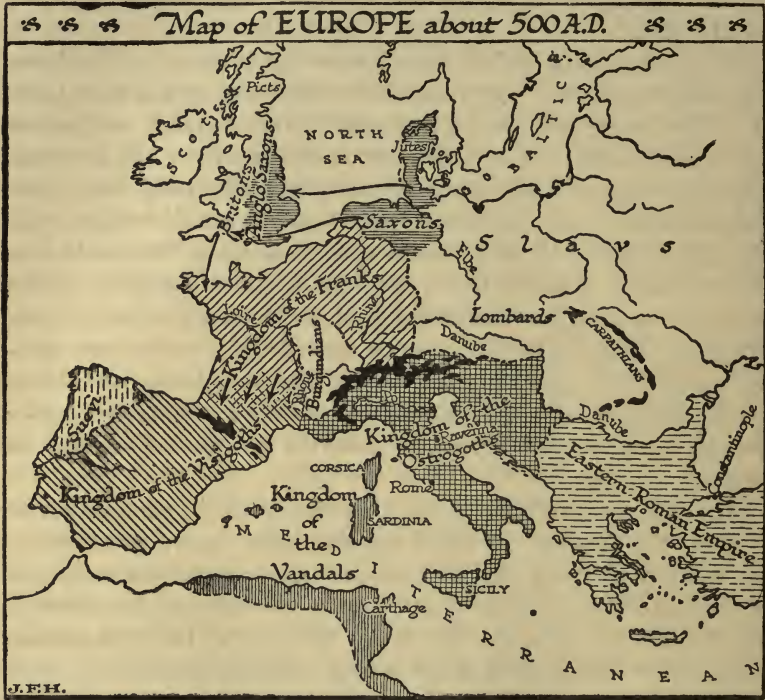 Map of EUROPE about 500 A.D.
Picts
Scots
NORTH
SEA
Jutes
BALTIC
Britons
Anglo Saxons
Saxons
Slavs
Elbe
Kingdom of the Franks
Loire
Rhine
Lombards
CARPATHIANS
Danube
Burgundians
Rhone
Suevi
Danube
Kingdom of the
Ravenna
Ostrogoths
Constantinople
Eastern Roman Empire
Kingdom of the Visigoths
CORSICA
Rome
Kingdom
of
the
Vandals
SARDINIA
MEDITERRANEAN
SICILY
Carthage
J.F.H.